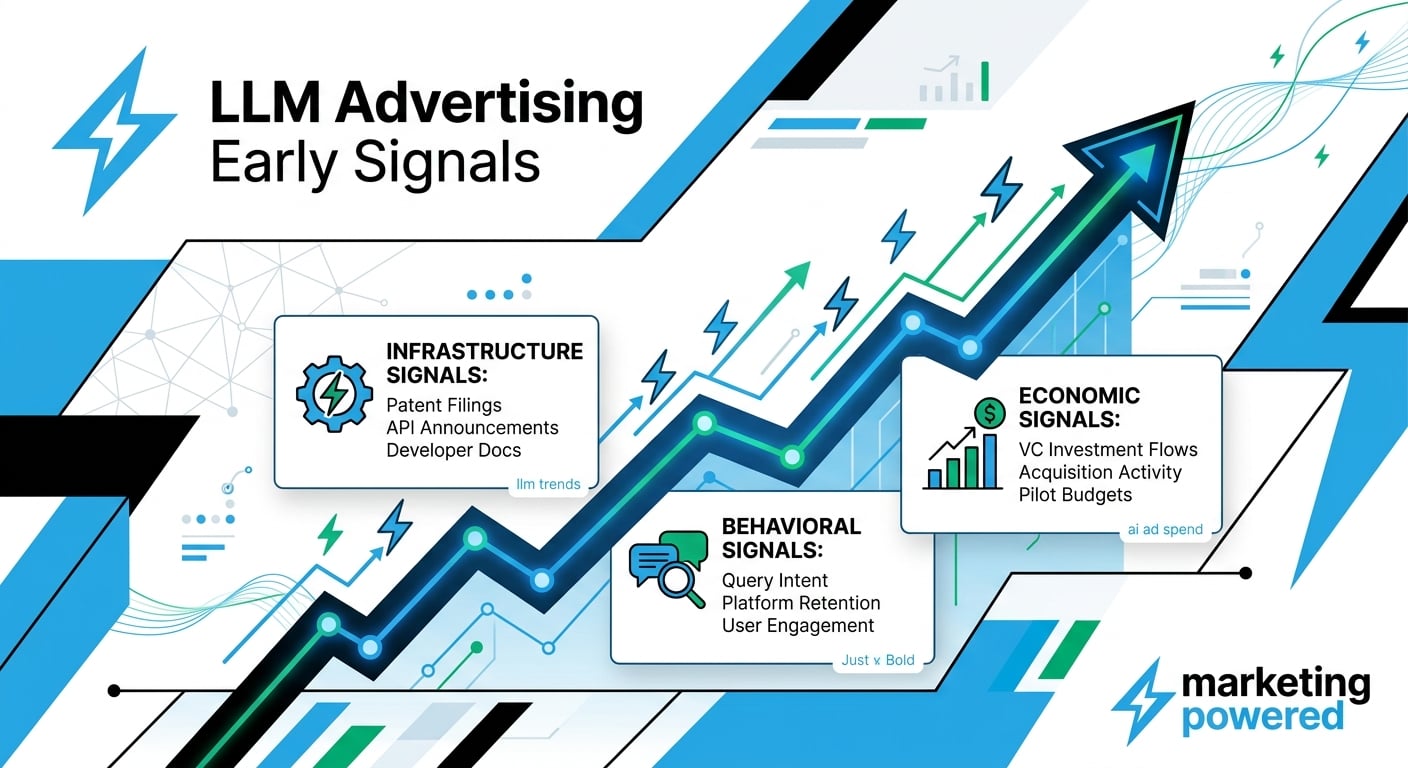 LLM Advertising
Early Signals
INFRASTRUCTURE
SIGNALS:
Patent Filings
API Announcements
Developer Docs
llm trends
BEHAVIORAL
SIGNALS:
Query Intent
Platform Retention
User Engagement
Just v. Bold
ECONOMIC
SIGNALS:
$
VC Investment Flows
Acquisition Activity
Pilot Budgets
ai ad spend
marketing
powered